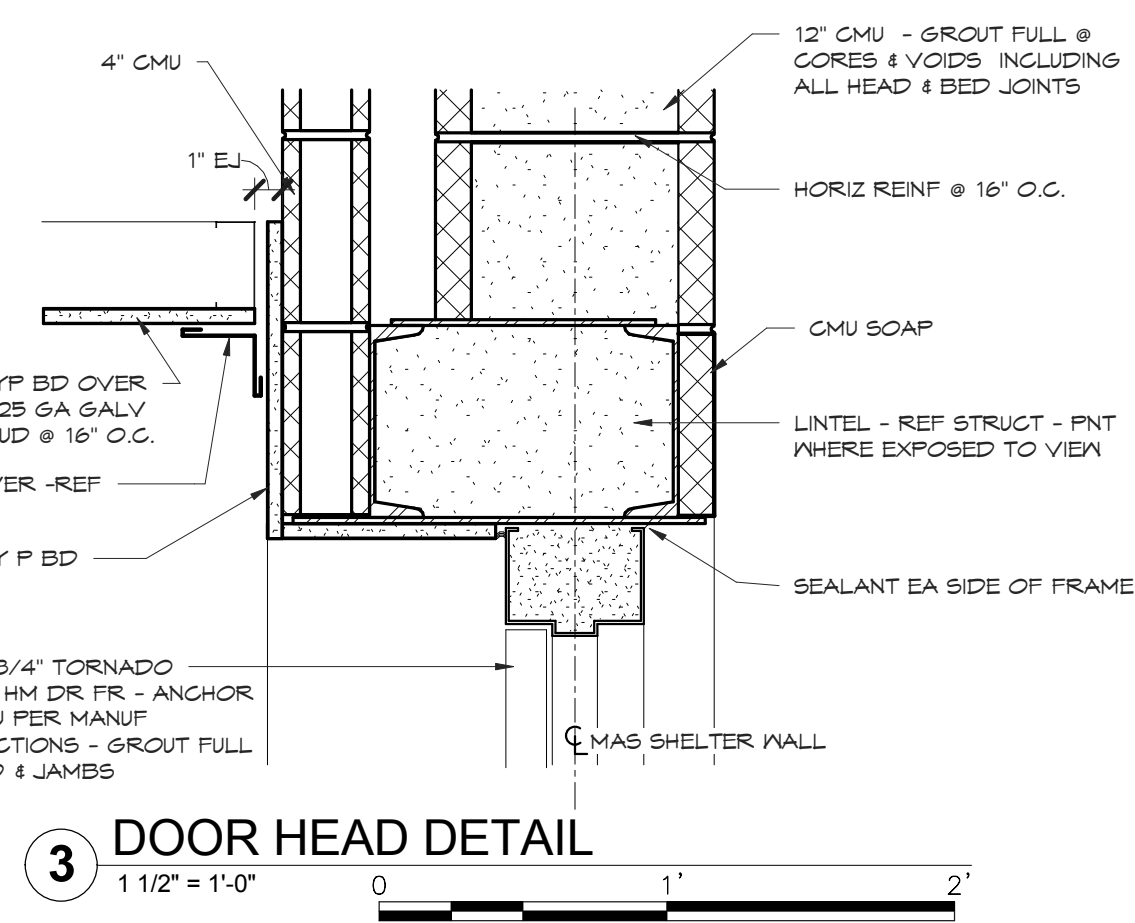 4" CMU
1" EJ
12" CMU - GROUT FULL @
CORES & VOIDS INCLUDING
ALL HEAD & BED JOINTS
HORIZ REINF @ 16" O.C.
CMU SOAP
LINTEL - REF STRUCT - PNT
WHERE EXPOSED TO VIEW
SEALANT EA SIDE OF FRAME
YP BD OVER
25 GA GALV
UD @ 16" O.C.
VER -REF
Y P BD
3/4" TORNADO
HM DR FR - ANCHOR
U PER MANUF
CTIONS - GROUT FULL
D & JAMBS
℄ MAS SHELTER WALL
3 DOOR HEAD DETAIL
1 1/2" = 1'-0"
0 1' 2'